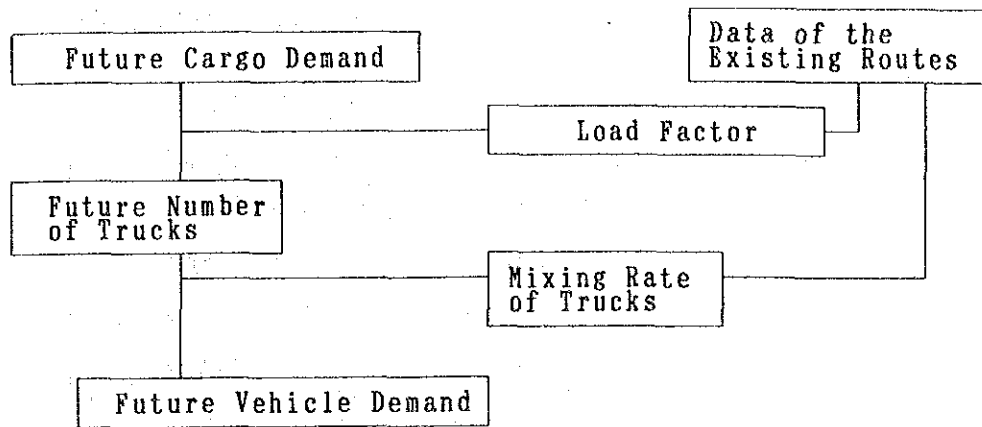 Future Cargo Demand
Data of the
Existing Routes
Load Factor
Future Number
of Trucks
Mixing Rate
of Trucks
Future Vehicle Demand